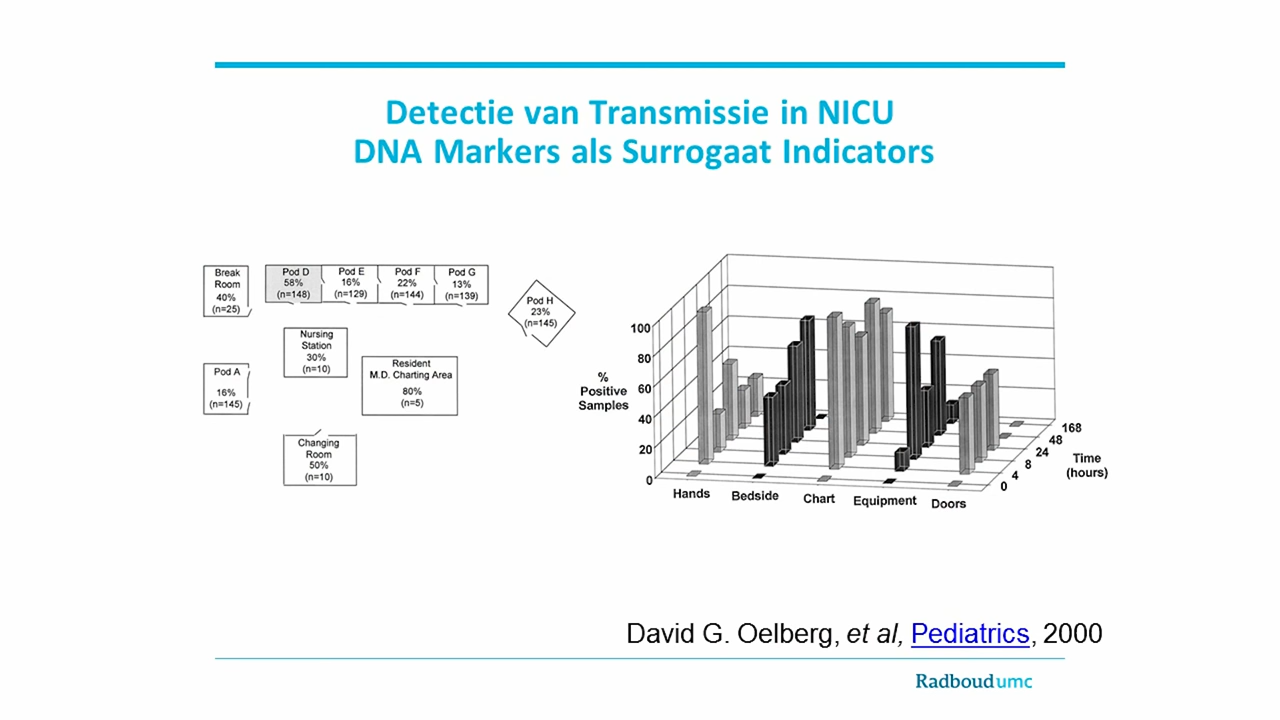 Detectie van Transmissie in NICU
DNA Markers als Surrogaat Indicators
Break
Room
40%
(n=25)
Pod D
58%
(n=148)
Pod E
16%
(n=129)
Pod F
22%
(n=144)
Pod G
13%
(n=139)
Pod H
23%
(n=145)
Nursing
Station
30%
(n=10)
Resident
M.D. Charting Area
80%
(n=5)
Pod A
16%
(n=145)
Changing
Room
50%
(n=10)
%
Positive
Samples
100
80
60
40
20
0
Hands
Bedside
Chart
Equipment
Doors
0
4
8
24
48
168
Time
(hours)
David G. Oelberg, et al, Pediatrics, 2000
Radboudumc